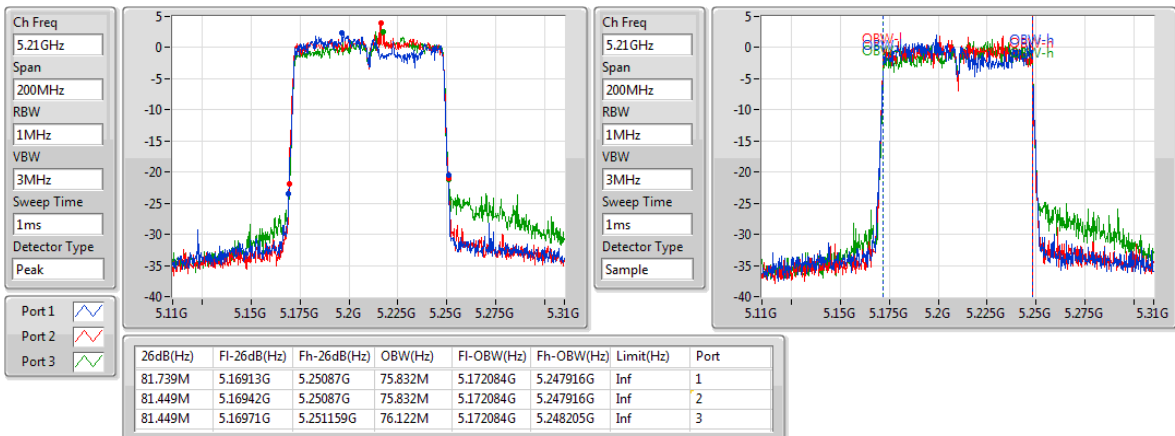 Ch Freq
5.21GHz
Span
200MHz
RBW
1MHz
VBW
3MHz
Sweep Time
1ms
Detector Type
Peak
5
0
-5
-10
-15
-20
-25
-30
-35
-40
5.11G 5.15G 5.175G 5.2G 5.225G 5.25G 5.275G 5.31G
Port 1
Port 2
Port 3
Ch Freq
5.21GHz
Span
200MHz
RBW
1MHz
VBW
3MHz
Sweep Time
1ms
Detector Type
Sample
5
0
-5
-10
-15
-20
-25
-30
-35
-40
OBW-l OBW-h
5.11G 5.15G 5.175G 5.2G 5.225G 5.25G 5.275G 5.31G
26dB(Hz) Fl-26dB(Hz) Fh-26dB(Hz) OBW(Hz) Fl-OBW(Hz) Fh-OBW(Hz) Limit(Hz) Port
81.739M 5.16913G 5.25087G 75.832M 5.172084G 5.247916G Inf 1
81.449M 5.16942G 5.25087G 75.832M 5.172084G 5.247916G Inf 2
81.449M 5.16971G 5.251159G 76.122M 5.172084G 5.248205G Inf 3